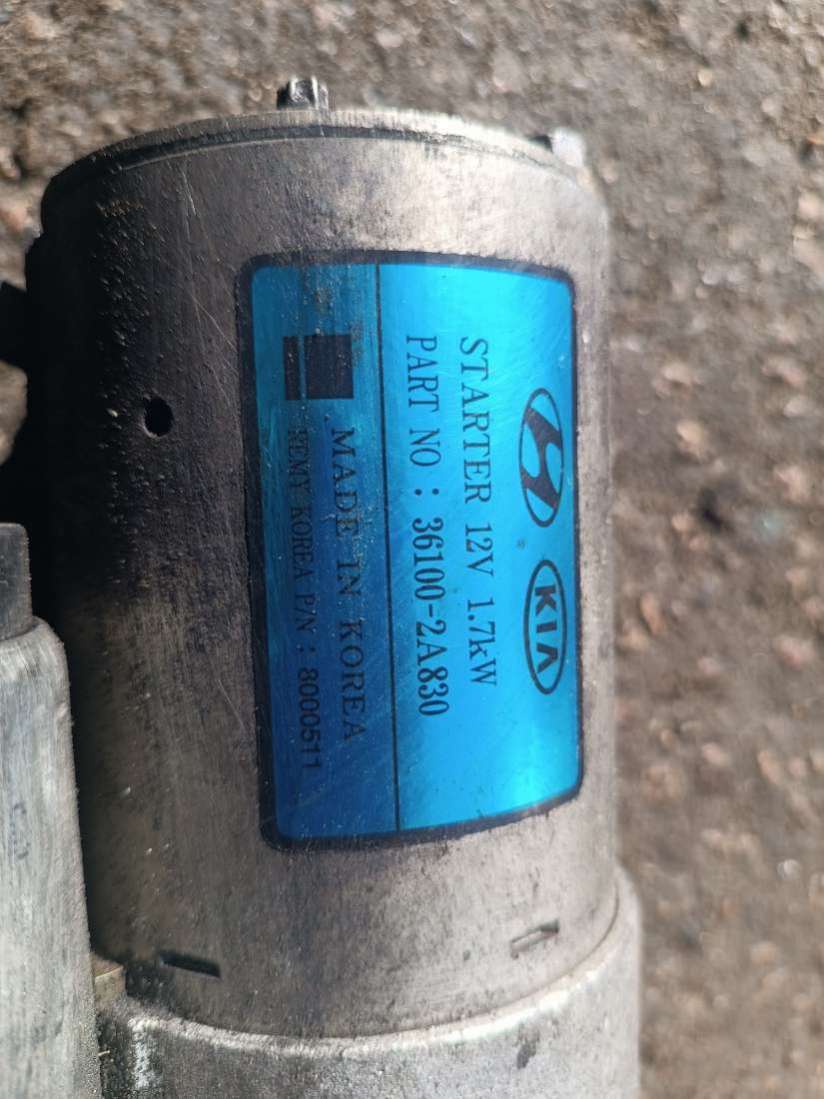 KIA
STARTER 12V 1.7kW
PART NO : 36100-2A830
MADE IN KOREA
REMY KOREA P/N : 8000511